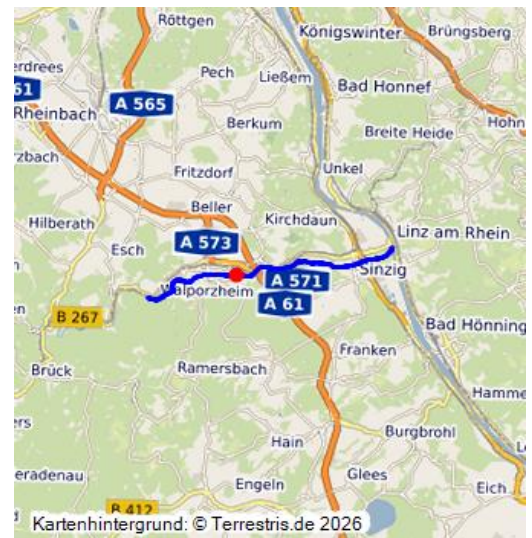 Röttgen
Königswinter
Brüngsberg
Pech
Ließem
Bad Honnef
61
A 565
Rheinbach
Berkum
Breite Heide
Fritzdorf
Unkel
Beller
Hilberath
Kirchdaun
Esch
A 573
Linz am Rhein
Sinzig
Walporzheim
A 571
B 267
A 61
Bad Hönning
Franken
Brück
Ramersbach
Hamme
Burgbrohl
Hain
Glees
eradenau
Engeln
Eich
B 412
Kartenhintergrund: © Terrestris.de 2026